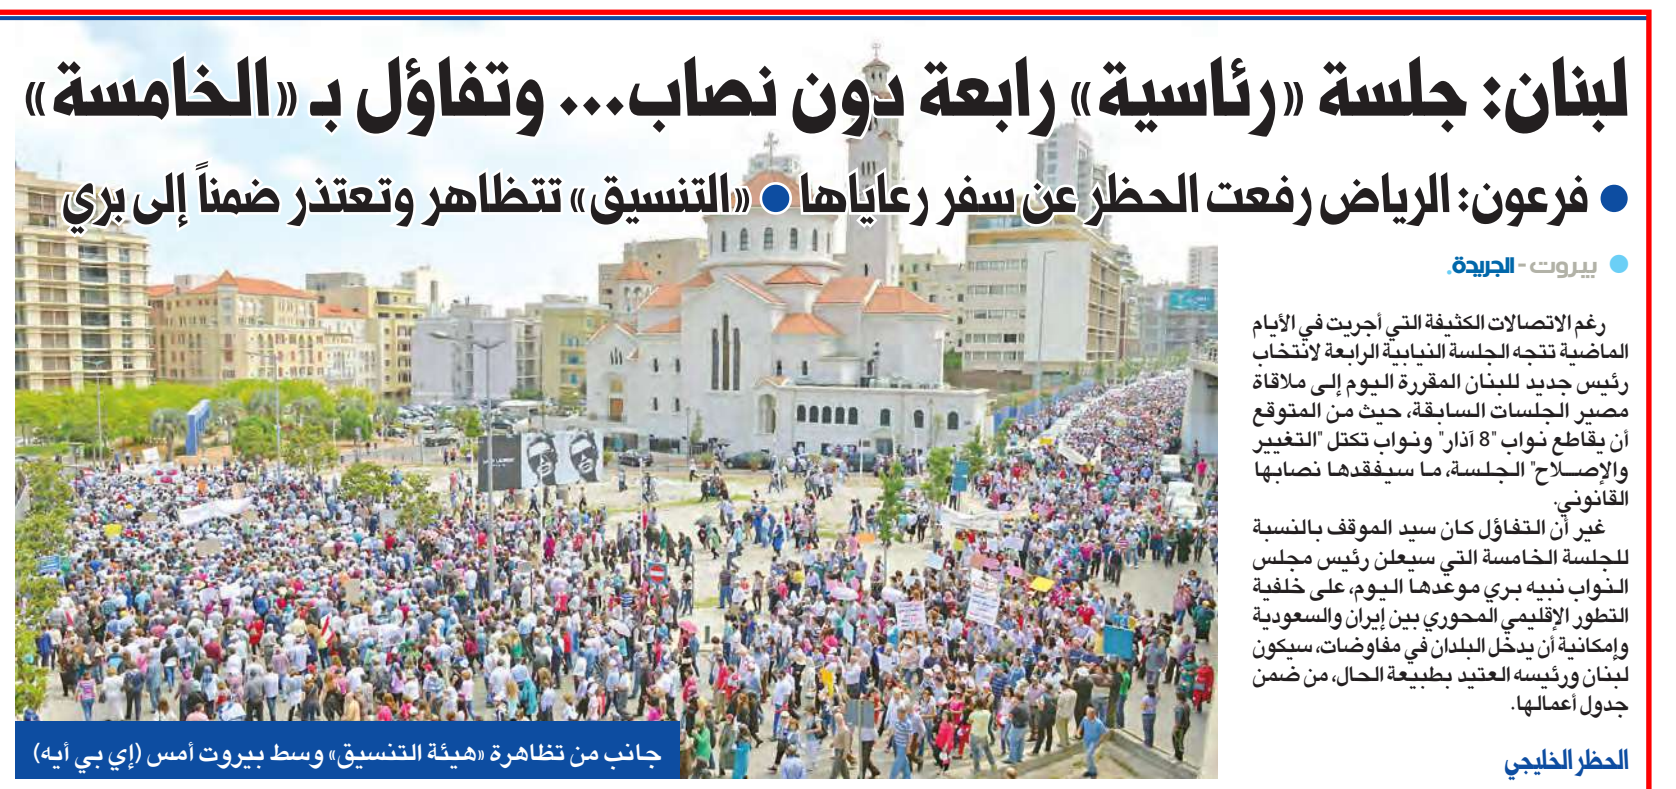 لبنان: جلسة «رئاسية» رابعة دون نصاب... وتفاؤل بـ «الخامسة»
● فرعون: الرياض رفعت الحظر عن سفر رعاياها ● «التنسيق» تتظاهر وتعتذر ضمناً إلى بري
● بيروت - الجريدة.
رغم الاتصالات الكثيفة التي أجريت في الأيام
الماضية تتجه الجلسة النيابية الرابعة لانتخاب
رئيس جديد للبنان المقررة اليوم إلى ملاقاة
مصير الجلسات السابقة، حيث من المتوقع
أن يقاطع نواب "8 آذار" ونواب تكتل "التغيير
والإصلاح" الجلسة، ما سيفقدها نصابها
القانوني.
غير أن التفاؤل كان سيد الموقف بالنسبة
للجلسة الخامسة التي سيعلن رئيس مجلس
النواب نبيه بري موعدها اليوم، على خلفية
التطور الإقليمي المحوري بين إيران والسعودية
وإمكانية أن يدخل البلدان في مفاوضات، سيكون
لبنان ورئيسه العتيد بطبيعة الحال، من ضمن
جدول أعمالها.
الحظر الخليجي
جانب من تظاهرة «هيئة التنسيق» وسط بيروت أمس (إي بي أيه)